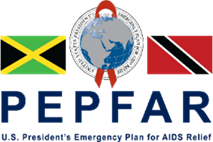 PEPFAR
U.S. President's Emergency Plan for AIDS Relief